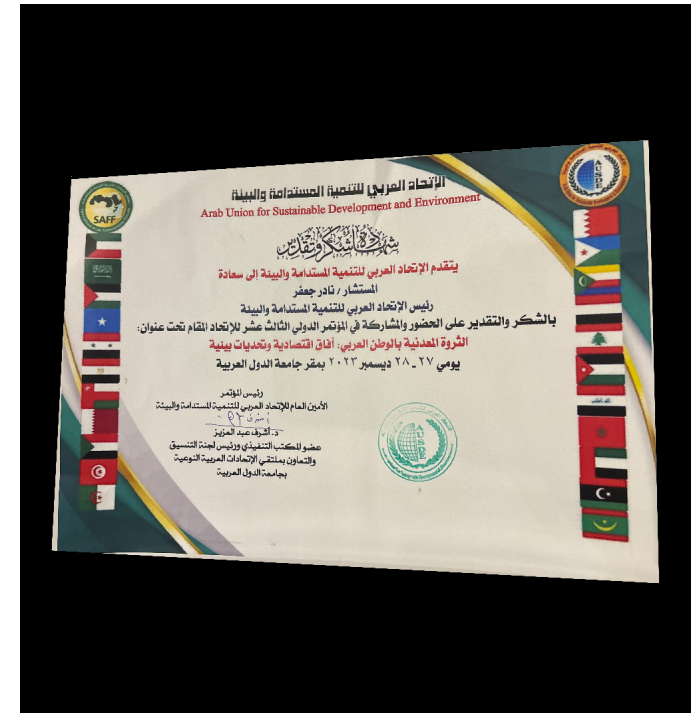 الإتحاد العربي للتنمية المستدامة والبيئة
Arab Union for Sustainable Development and Environment
شهادة شكر وتقدير
يتقدم الإتحاد العربي للتنمية المستدامة والبيئة الى سعادة
المستشار / نادر جعفر
رئيس الإتحاد العربي للتنمية المستدامة والبيئة
بالشكر والتقدير على الحضور والمشاركة في المؤتمر الدولي الثالث عشر للإتحاد المقام تحت عنوان:
الثروة المعدنية بالوطن العربي: آفاق اقتصادية وتحديات بيئية
يومي ٢٧ - ٢٨ ديسمبر ٢٠٢٣ بمقر جامعة الدول العربية
رئيس المؤتمر
الأمين العام للإتحاد العربي للتنمية المستدامة والبيئة
د. أشرف عبد العزيز
عضو المكتب التنفيذي ورئيس لجنة التنسيق
والتعاون بملتقي الإتحادات العربية النوعية
بجامعة الدول العربية
SAFF
AUSDE
AUSDE